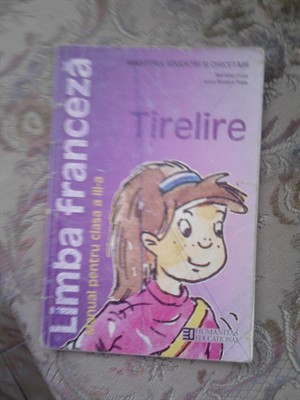 MINISTERUL EDUCAȚIEI ȘI CERCETĂRII
Tirelire
Limba franceză
Manual pentru clasa a III-a
HUMANITAS
EDUCATIONAL